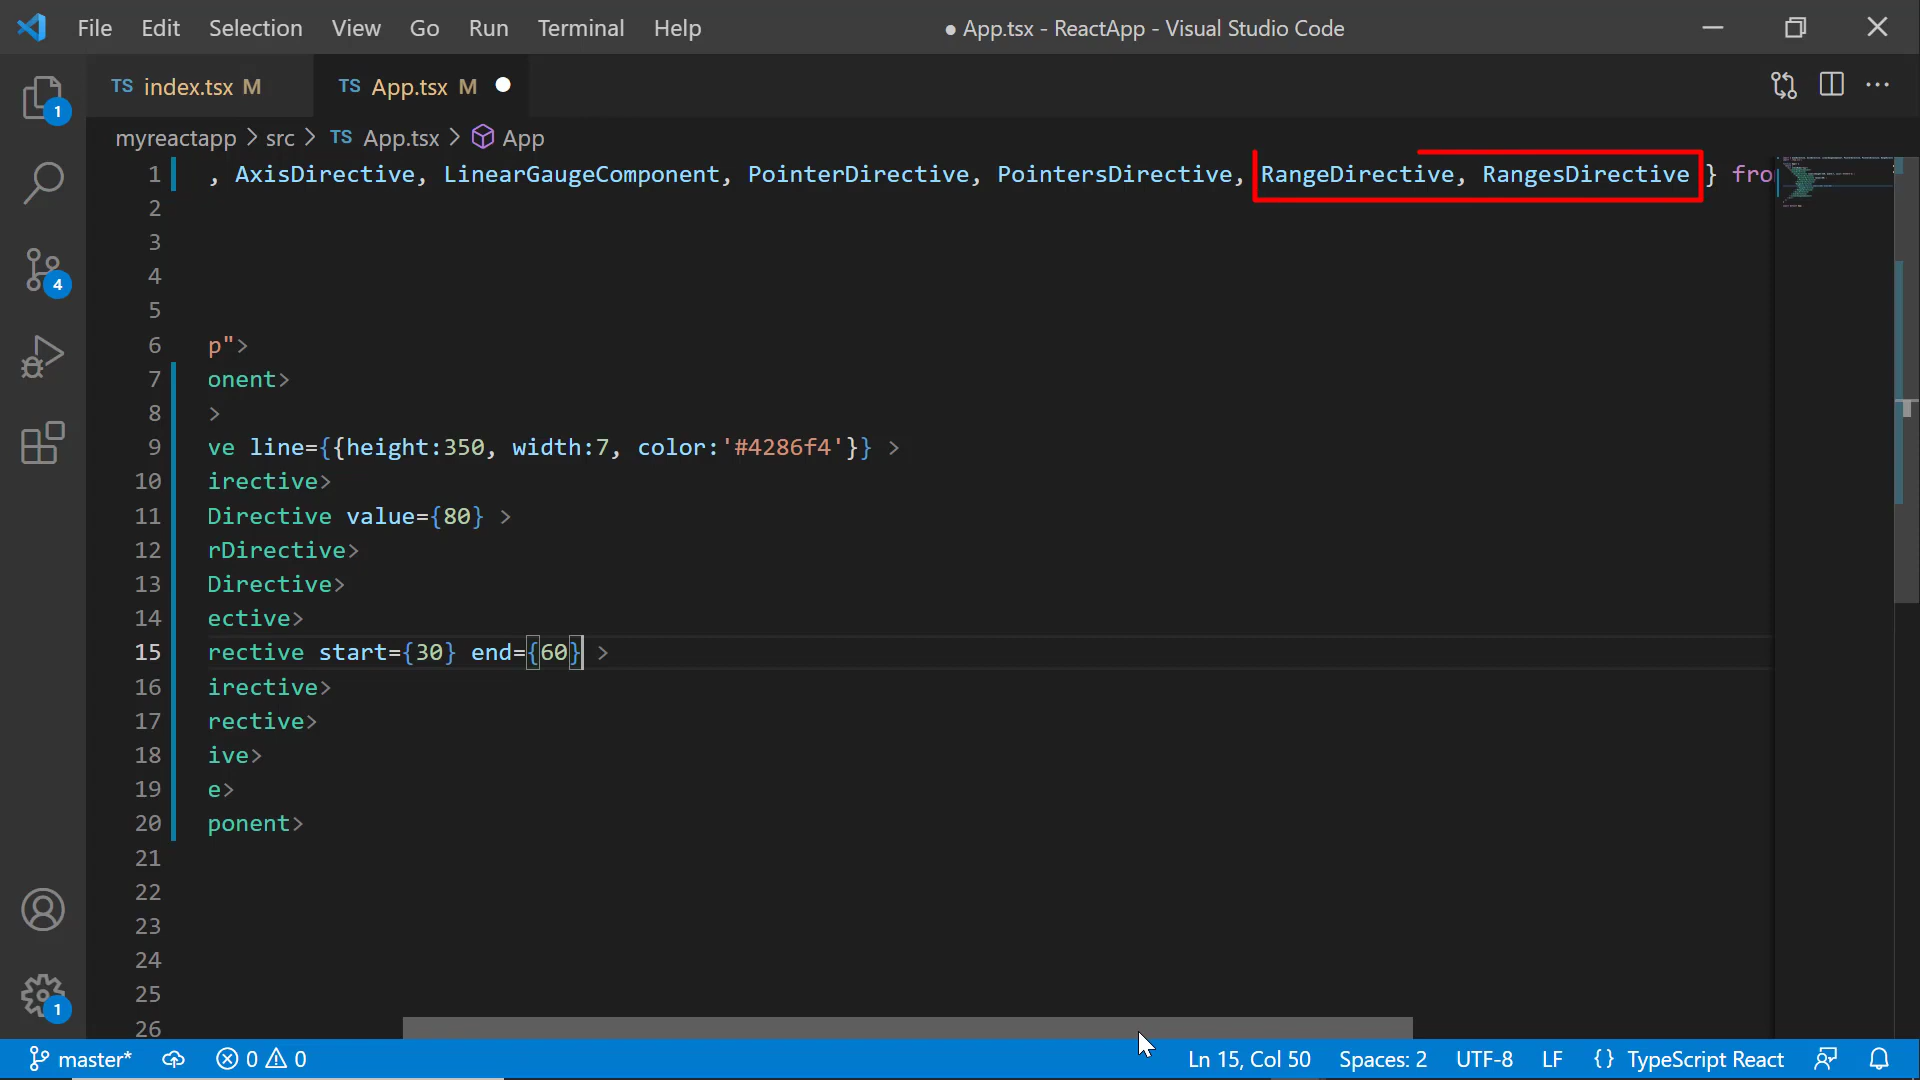 File Edit Selection View Go Run Terminal Help
● App.tsx - ReactApp - Visual Studio Code
TS index.tsx M
TS App.tsx M
myreactapp > src > TS App.tsx > App
1 , AxisDirective, LinearGaugeComponent, PointerDirective, PointersDirective, RangeDirective, RangesDirective } fro
2
3
4
5
6 p">
7 onent>
8 >
9 ve line={{height:350, width:7, color:'#4286f4'}} >
10 irective>
11 Directive value={80} >
12 rDirective>
13 Directive>
14 ective>
15 rective start={30} end={60} >
16 irective>
17 rective>
18 ive>
19 e>
20 ponent>
21
22
23
24
25
26
1
4
1
master* 0 0 Ln 15, Col 50 Spaces: 2 UTF-8 LF {} TypeScript React